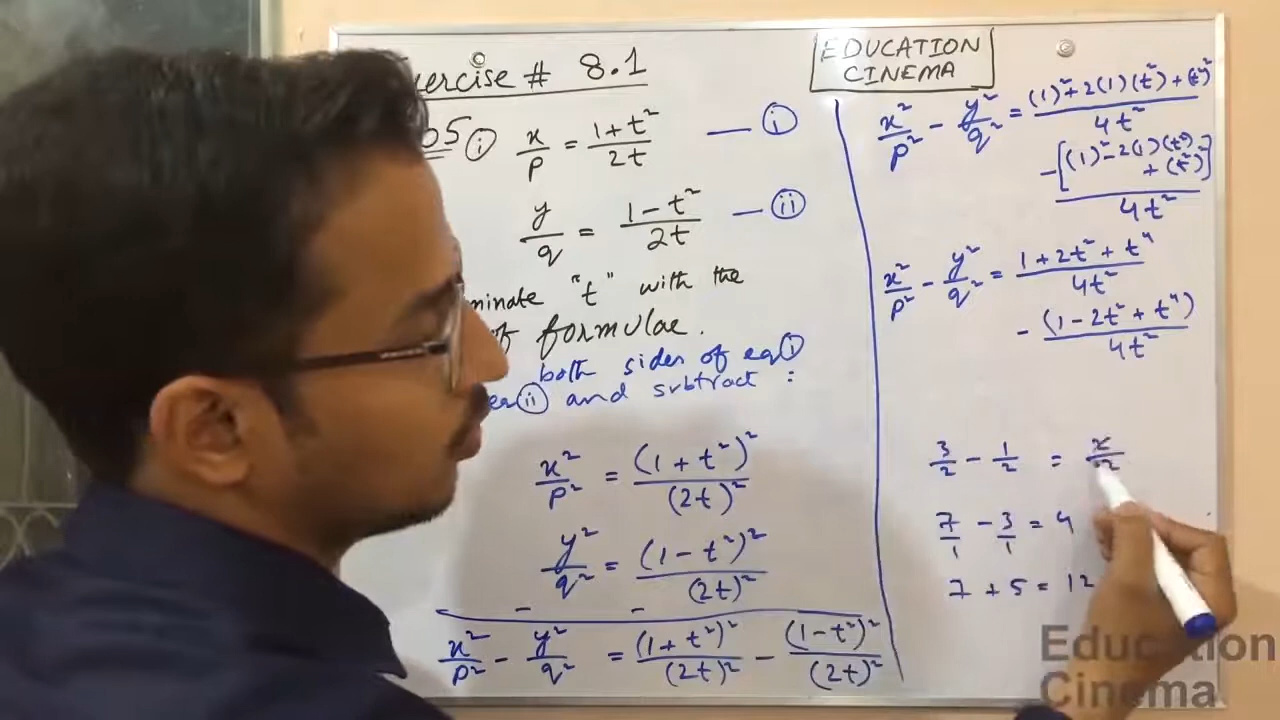 EDUCATION
CINEMA
ercise # 8.1
05 (i) x/p = (1+t²)/2t — (i)
y/q = (1-t²)/2t — (ii)
minate "t" with the
of formulae.
both sides of eq (i)
(ii) and subtract :
x²/p² = (1+t²)²/(2t)²
y²/q² = (1-t²)²/(2t)²
- -
x²/p² - y²/q² = (1+t²)²/(2t)² - (1-t²)²/(2t)²
x²/p² - y²/q² = ((1)²+2(1)(t²)+(t²)²)/4t²
-[(1)²-2(1)(t²)+(t²)²]/4t²
x²/p² - y²/q² = (1+2t²+t⁴)/4t²
- (1-2t²+t⁴)/4t²
3/2 - 1/2 =
7/1 - 3/1 = 4
7 + 5 = 12
Education
Cinema